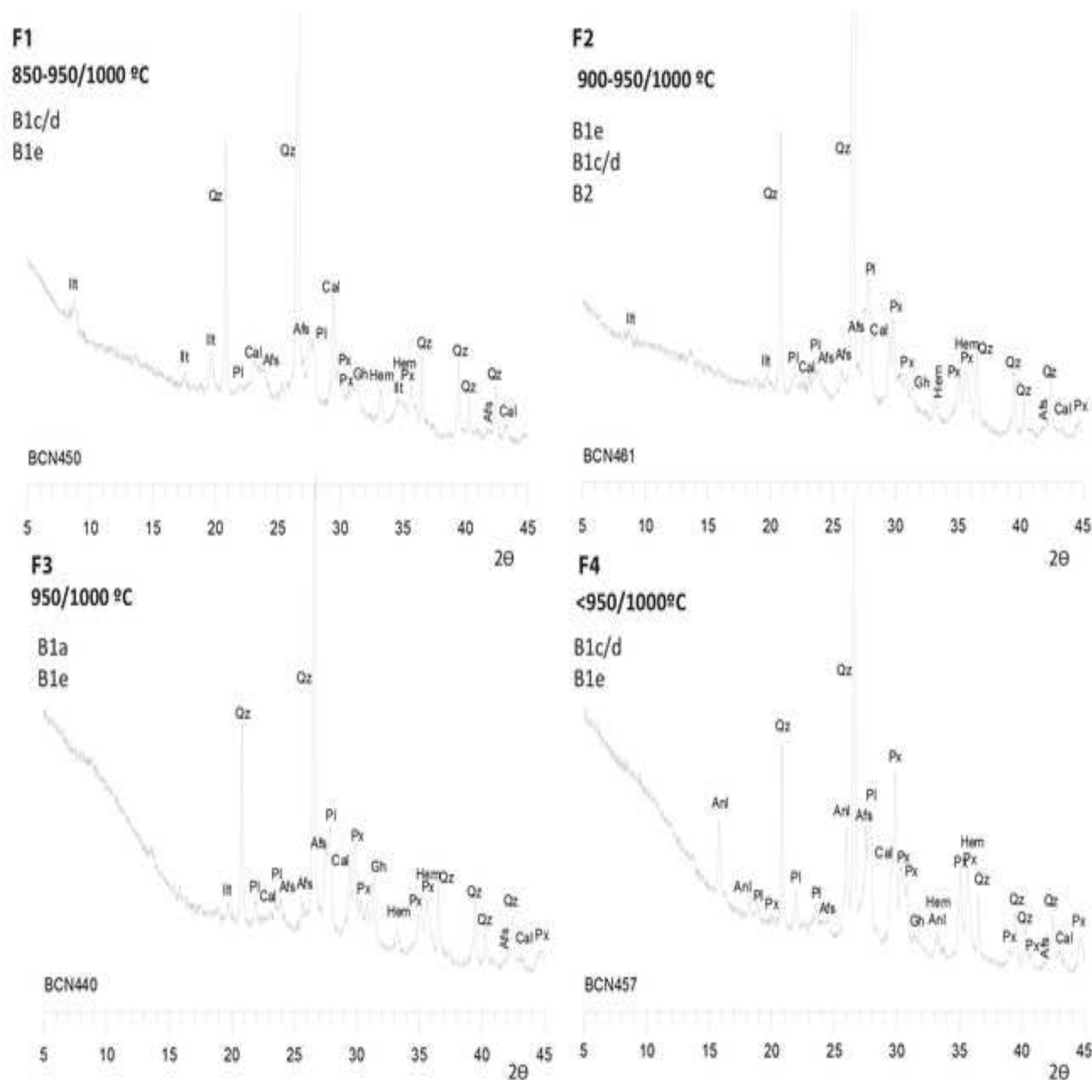 F1
850-950/1000 ºC
B1c/d
B1e
Qz
Qz
Ilt
Ilt
Ilt
Pl
Cal
Afs
Afs
Pl
Cal
Px
Px
Gh
Hem
Hem
Px
Ilt
Qz
Qz
Qz
Afs
Qz
Cal
BCN450
5 10 15 20 25 30 35 40 45
2θ
F2
900-950/1000 ºC
B1e
B1c/d
B2
Qz
Qz
Ilt
Ilt
Pl
Cal
Pl
Afs
Afs
Afs
Pl
Cal
Px
Px
Gh
Hem
Px
Hem
Px
Qz
Qz
Qz
Afs
Qz
Cal
Px
BCN461
5 10 15 20 25 30 35 40 45
2θ
F3
950/1000 ºC
B1a
B1e
Qz
Qz
Ilt
Pl
Cal
Pl
Afs
Afs
Afs
Pl
Cal
Px
Px
Gh
Hem
Px
Hem
Px
Qz
Qz
Qz
Afs
Qz
Cal
Px
BCN440
5 10 15 20 25 30 35 40 45
2θ
F4
<950/1000ºC
B1c/d
B1e
Qz
Qz
Anl
Anl
Pl
Px
Pl
Pl
Afs
Anl
Afs
Pl
Cal
Px
Px
Px
Gh
Hem
Anl
Px
Hem
Px
Qz
Px
Qz
Qz
Px
Afs
Qz
Cal
Px
BCN457
5 10 15 20 25 30 35 40 45
2θ